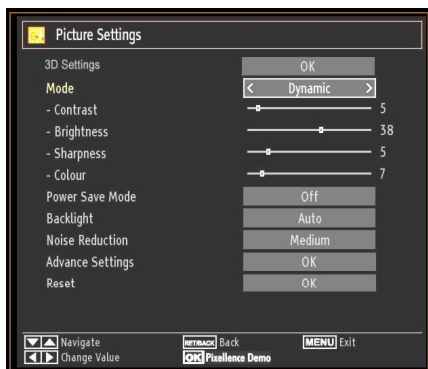 Picture Settings
3D Settings OK
Mode < Dynamic >
- Contrast 5
- Brightness 38
- Sharpness 5
- Colour 7
Power Save Mode Off
Backlight Auto
Noise Reduction Medium
Advance Settings OK
Reset OK
Navigate RET/BACK Back MENU Exit
Change Value OK Pixellence Demo